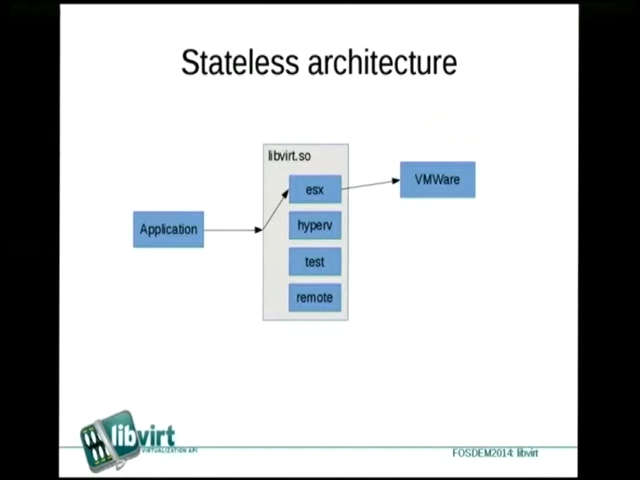 Stateless architecture
libvirt.so
esx
VMWare
Application
hyperv
test
remote
libvirt
VIRTUALIZATION API
FOSDEM2014: libvirt